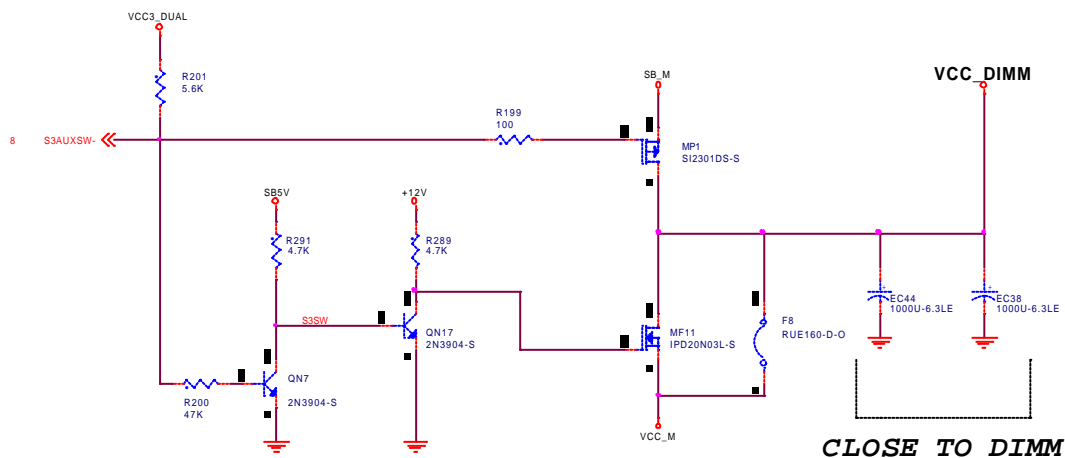 VCC3_DUAL
R201
5.6K
SB_M
VCC_DIMM
R199
100
8 S3AUXSW-
MP1
SI2301DS-S
SB5V
+12V
R291
4.7K
R289
4.7K
EC44
1000U-6.3LE
EC38
1000U-6.3LE
S3SW
QN17
2N3904-S
MF11
IPD20N03L-S
F8
RUE160-D-O
QN7
2N3904-S
R200
47K
VCC_M
CLOSE TO DIMM